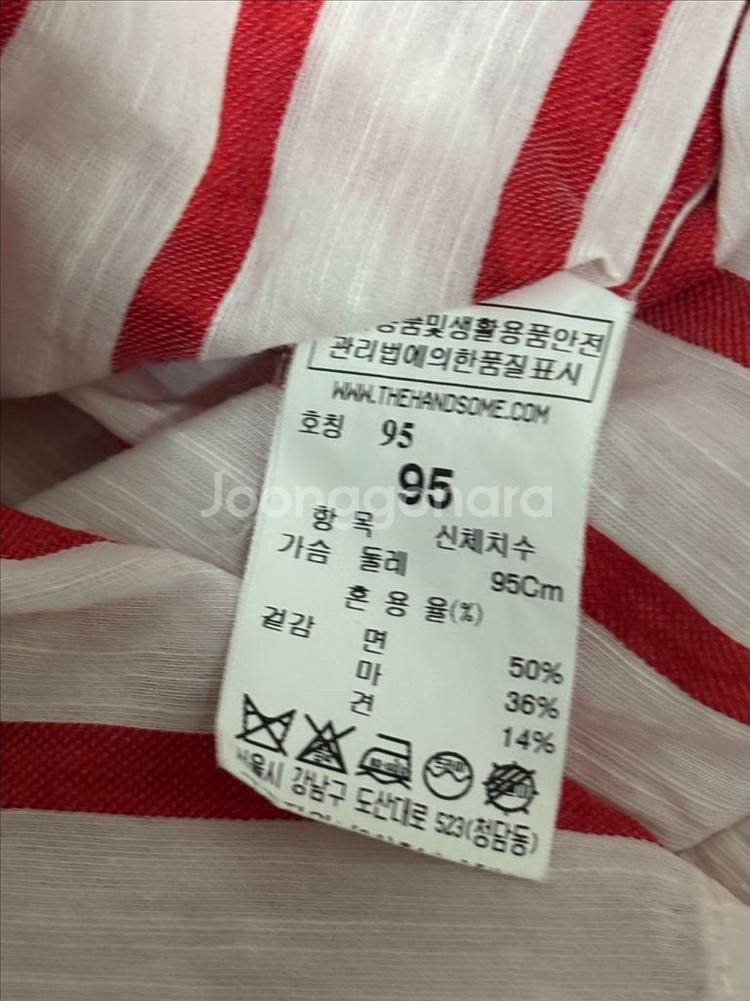 품및생활용품안전
관리법에의한품질표시
WWW.THEHANDSOME.COM
호칭 95
95
Joonggonara
항 목 신체치수
가슴 둘레 95Cm
혼 용 율(%)
겉감 면 50%
마 36%
견 14%
서울시 강남구 도산대로 523(청담동)